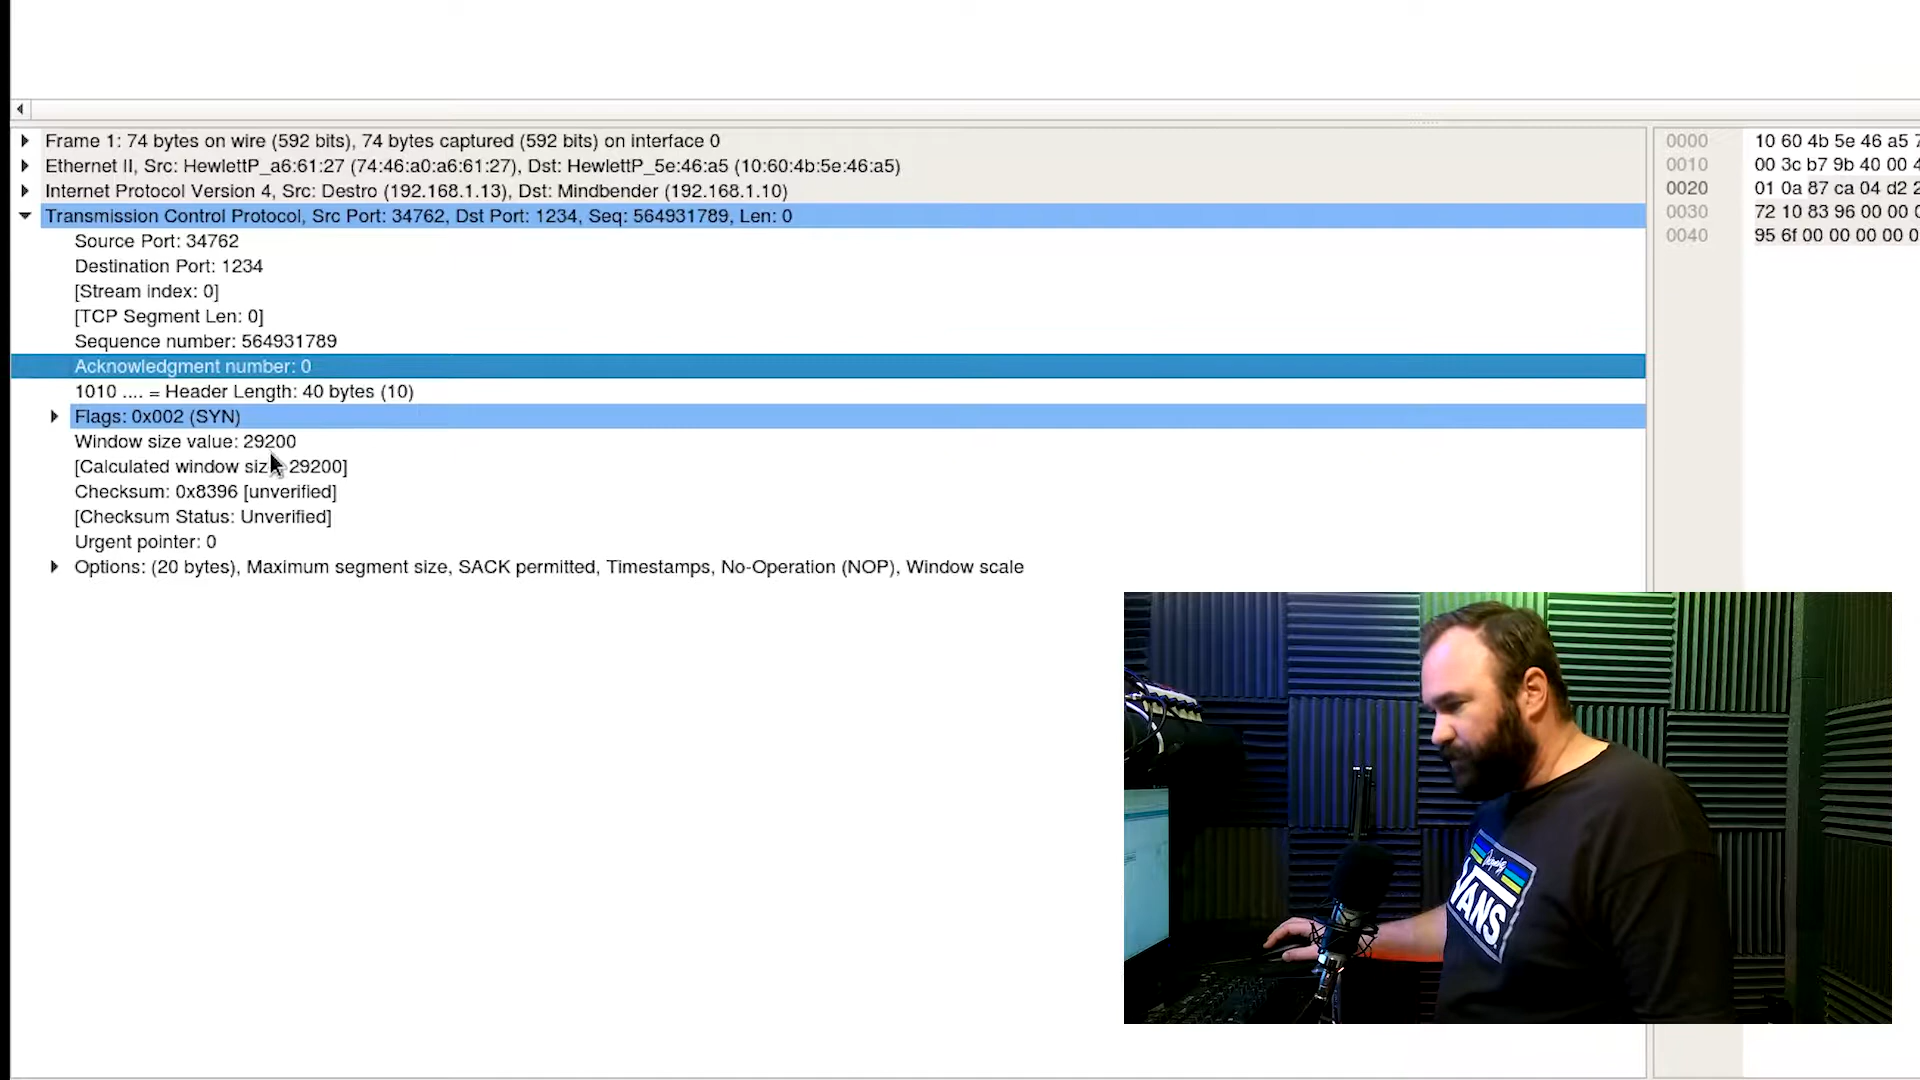 Frame 1: 74 bytes on wire (592 bits), 74 bytes captured (592 bits) on interface 0
Ethernet II, Src: HewlettP_a6:61:27 (74:46:a0:a6:61:27), Dst: HewlettP_5e:46:a5 (10:60:4b:5e:46:a5)
Internet Protocol Version 4, Src: Destro (192.168.1.13), Dst: Mindbender (192.168.1.10)
Transmission Control Protocol, Src Port: 34762, Dst Port: 1234, Seq: 564931789, Len: 0
Source Port: 34762
Destination Port: 1234
[Stream index: 0]
[TCP Segment Len: 0]
Sequence number: 564931789
Acknowledgment number: 0
1010 .... = Header Length: 40 bytes (10)
Flags: 0x002 (SYN)
Window size value: 29200
[Calculated window siz 29200]
Checksum: 0x8396 [unverified]
[Checksum Status: Unverified]
Urgent pointer: 0
Options: (20 bytes), Maximum segment size, SACK permitted, Timestamps, No-Operation (NOP), Window scale
0000 10 60 4b 5e 46 a5 7
0010 00 3c b7 9b 40 00 4
0020 01 0a 87 ca 04 d2 2
0030 72 10 83 96 00 00 0
0040 95 6f 00 00 00 00 0
VANS